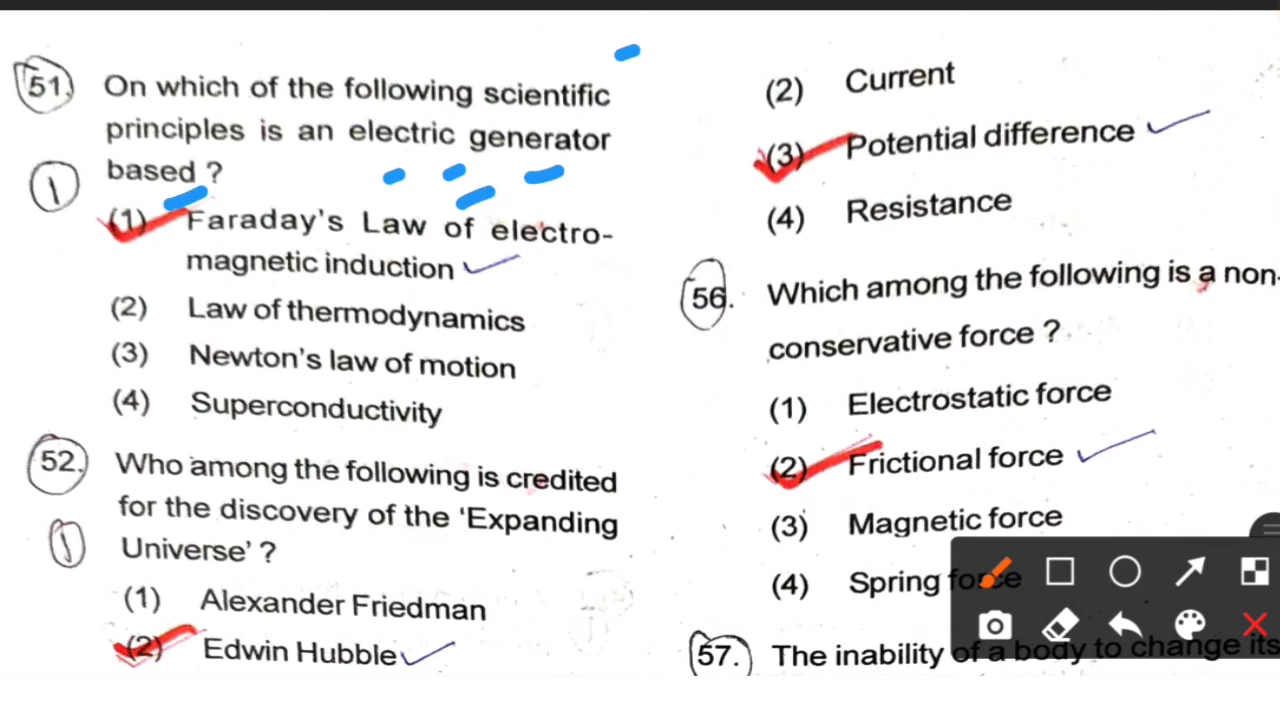 51. On which of the following scientific
principles is an electric generator
based ?
1
(1) Faraday's Law of electro-
magnetic induction
(2) Law of thermodynamics
(3) Newton's law of motion
(4) Superconductivity
52. Who among the following is credited
for the discovery of the 'Expanding
Universe' ?
(1) Alexander Friedman
(2) Edwin Hubble
(2) Current
(3) Potential difference
(4) Resistance
56. Which among the following is a non-
conservative force ?
(1) Electrostatic force
(2) Frictional force
(3) Magnetic force
(4) Spring force
57. The inability of a body to change its